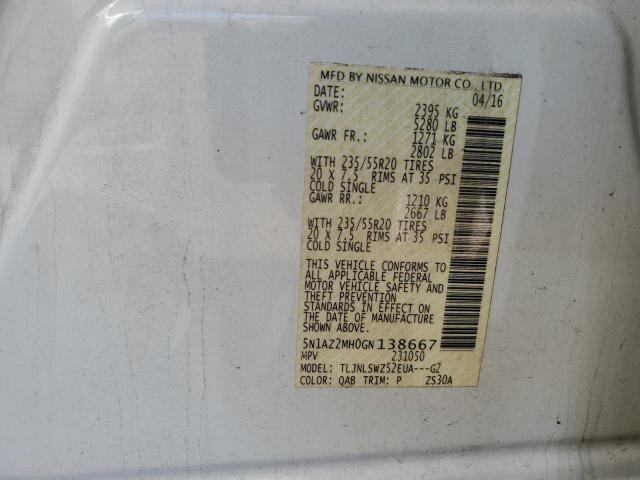 MFD BY NISSAN MOTOR CO., LTD.
DATE: 04/16
GVWR: 2395 KG
5280 LB
GAWR FR.: 1271 KG
2802 LB
WITH 235/55R20 TIRES
20 X 7.5 RIMS AT 35 PSI
COLD SINGLE
GAWR RR.: 1210 KG
2667 LB
WITH 235/55R20 TIRES
20 X 7.5 RIMS AT 35 PSI
COLD SINGLE
THIS VEHICLE CONFORMS TO
ALL APPLICABLE FEDERAL
MOTOR VEHICLE SAFETY AND
THEFT PREVENTION
STANDARDS IN EFFECT ON
THE DATE OF MANUFACTURE
SHOWN ABOVE.
5N1AZ2MH0GN138667
MPV 231050
MODEL: TLJNLSWZ52EUA---G2
COLOR: QAB TRIM: P ZS30A